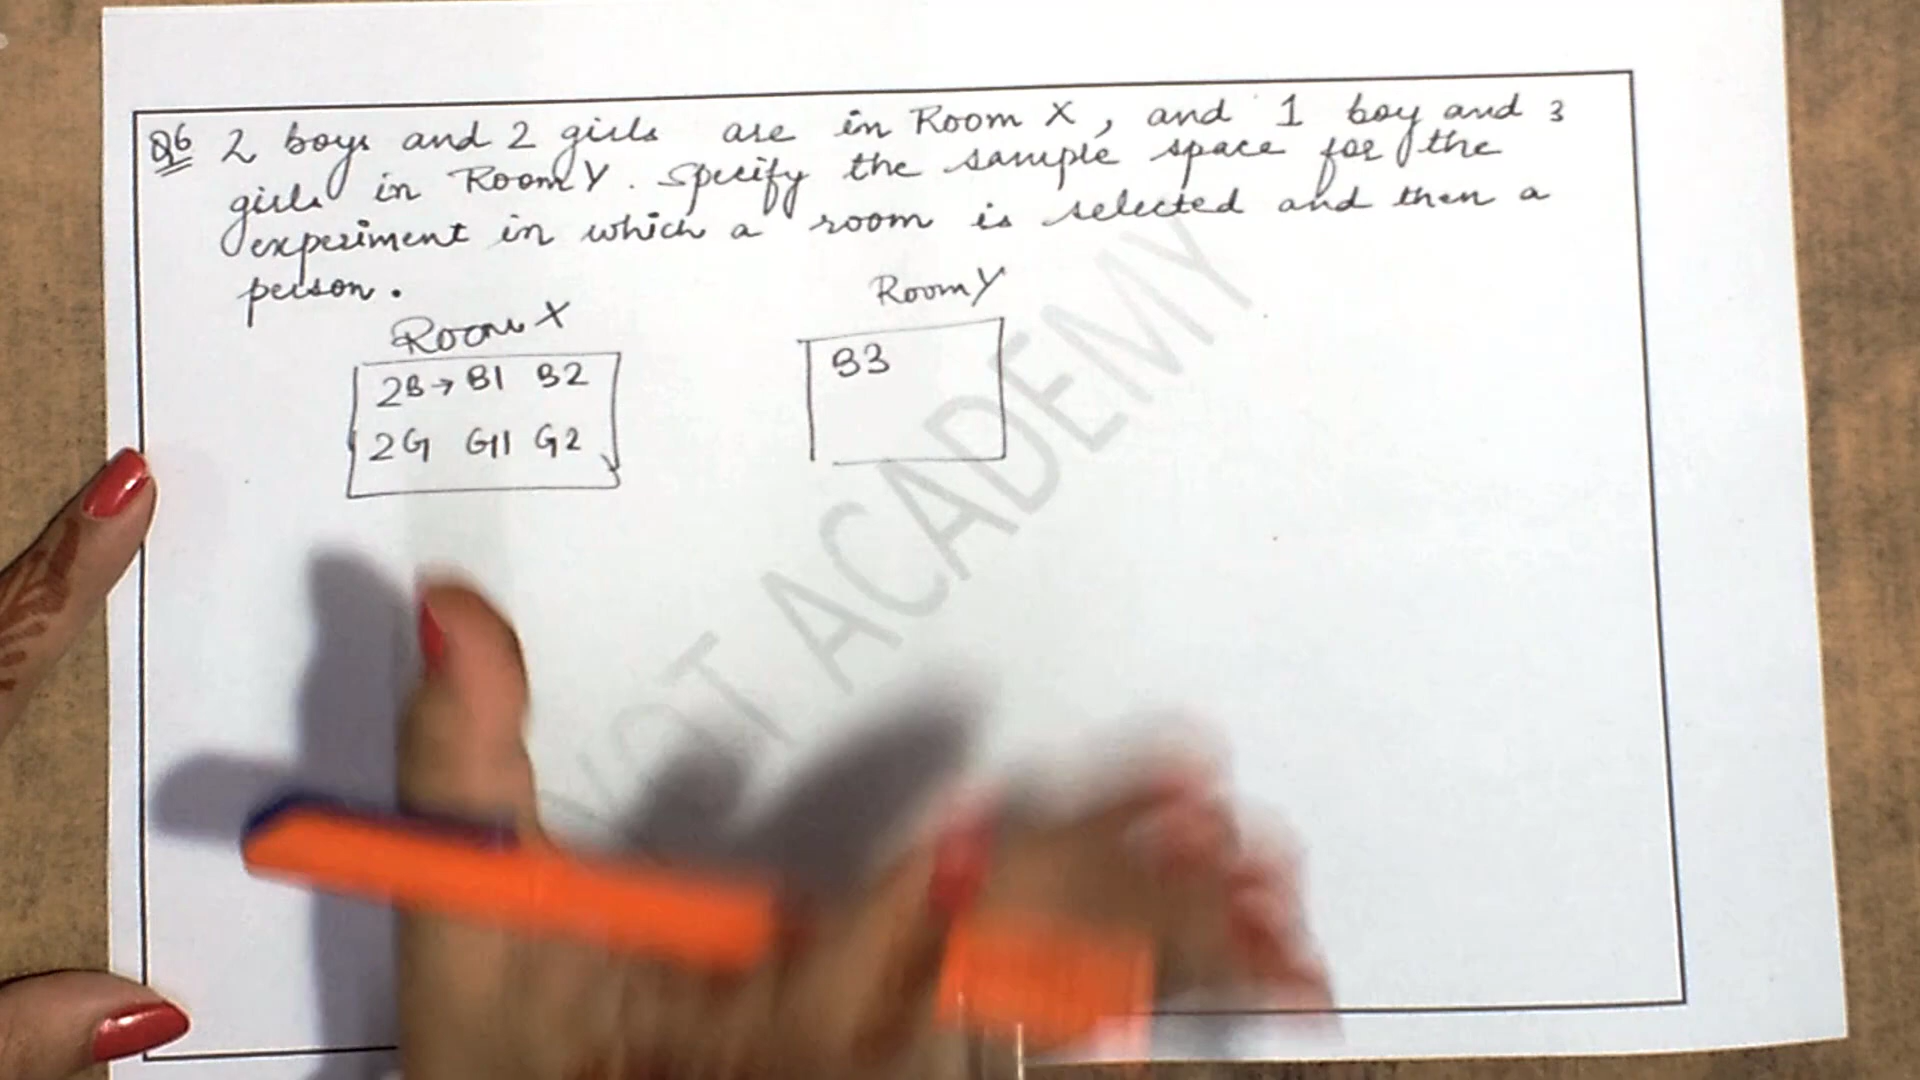 Q6 2 boys and 2 girls are in Room X, and 1 boy and 3
girls in Room Y. Specify the sample space for the
experiment in which a room is selected and then a
person.
Room X
Room Y
2B → B1 B2
2G G1 G2
B3
ACADEMY